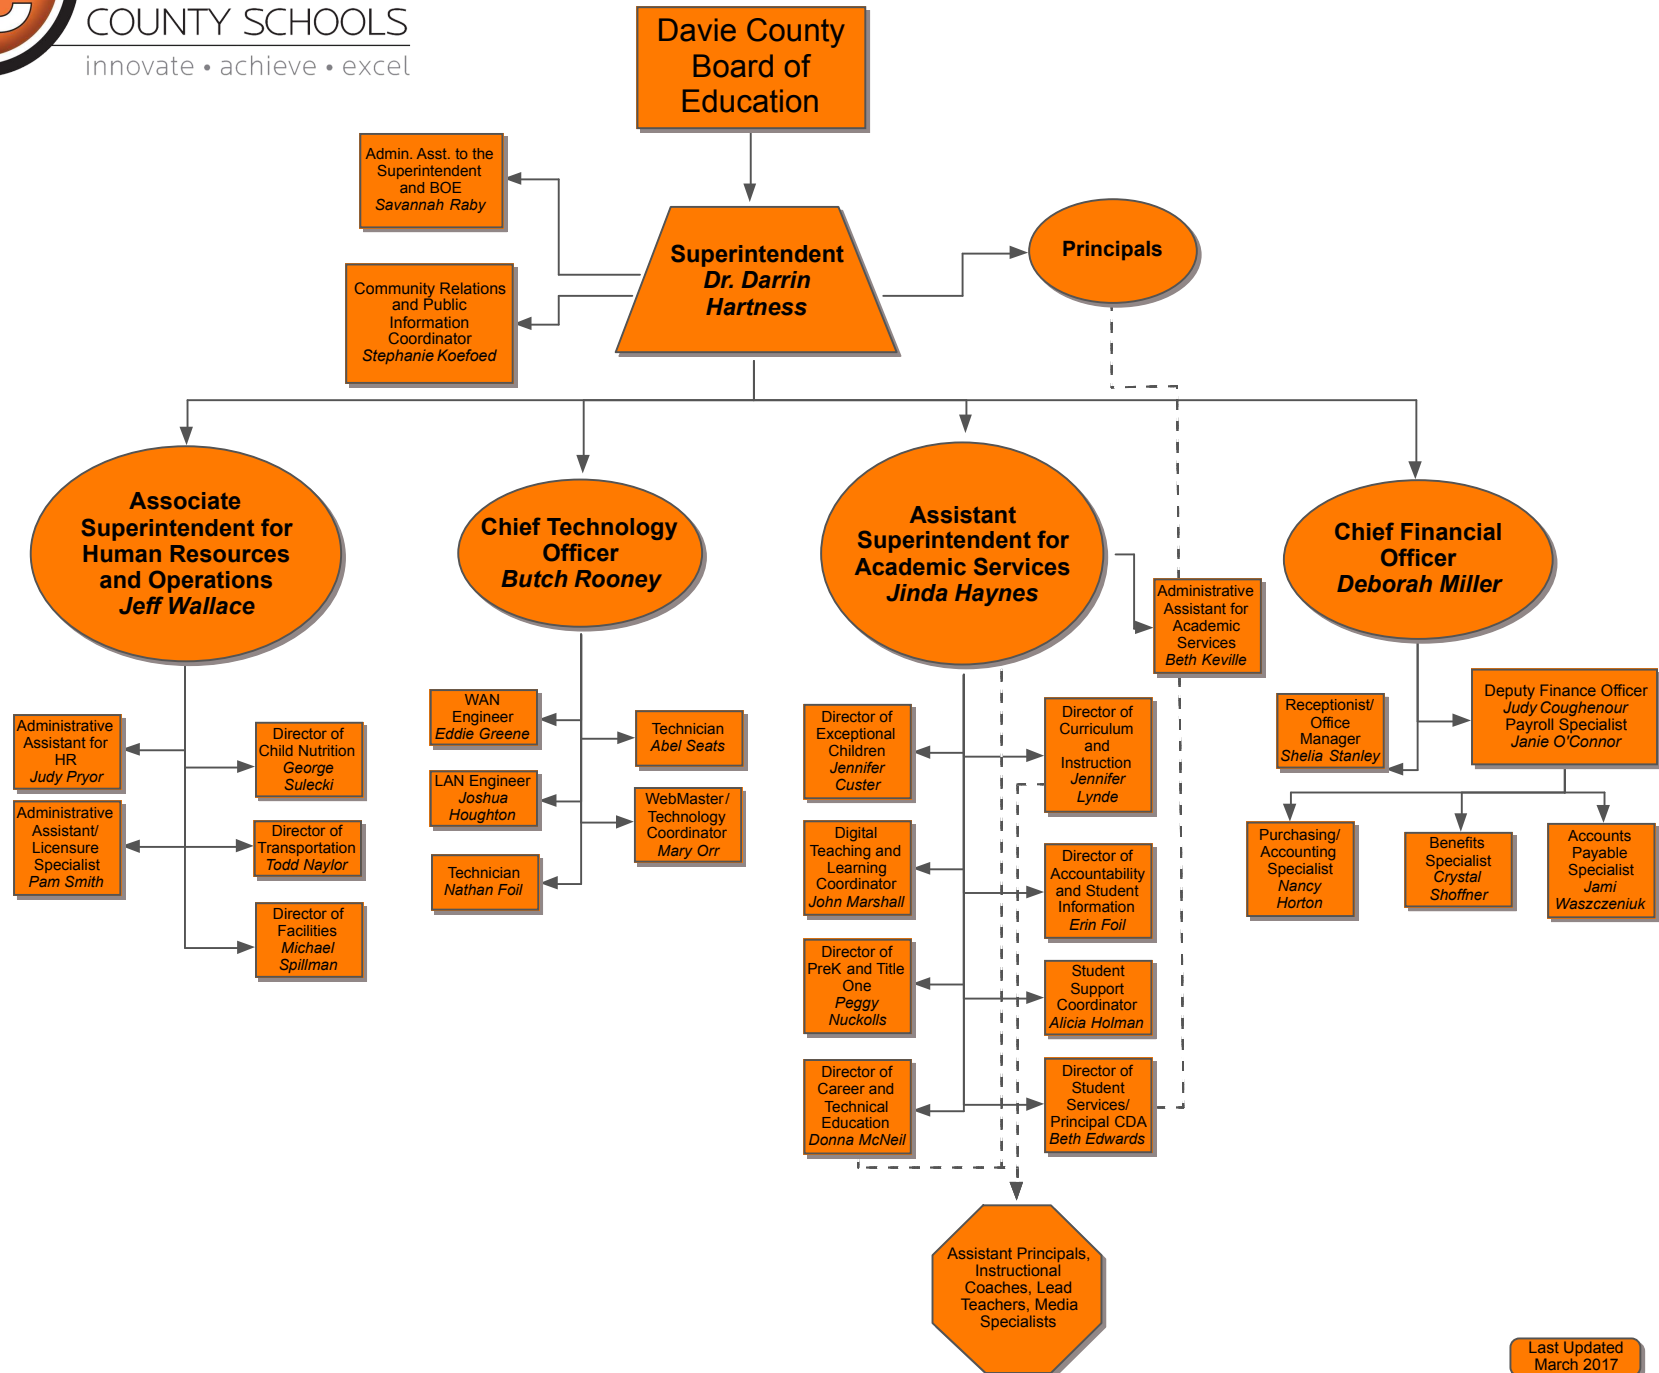 COUNTY SCHOOLS
innovate • achieve • excel
Davie County
Board of
Education
Admin. Asst. to the
Superintendent
and BOE
Savannah Raby
Community Relations
and Public
Information
Coordinator
Stephanie Koefoed
Superintendent
Dr. Darrin
Hartness
Principals
Associate
Superintendent for
Human Resources
and Operations
Jeff Wallace
Chief Technology
Officer
Butch Rooney
Assistant
Superintendent for
Academic Services
Jinda Haynes
Administrative
Assistant for
Academic
Services
Beth Keville
Chief Financial
Officer
Deborah Miller
Administrative
Assistant for
HR
Judy Pryor
Director of
Child Nutrition
George
Sulecki
Administrative
Assistant/
Licensure
Specialist
Pam Smith
Director of
Transportation
Todd Naylor
Director of
Facilities
Michael
Spillman
WAN
Engineer
Eddie Greene
Technician
Abel Seats
LAN Engineer
Joshua
Houghton
WebMaster/
Technology
Coordinator
Mary Orr
Technician
Nathan Foil
Director of
Exceptional
Children
Jennifer
Custer
Director of
Curriculum
and
Instruction
Jennifer
Lynde
Digital
Teaching and
Learning
Coordinator
John Marshall
Director of
Accountability
and Student
Information
Erin Foil
Director of
PreK and Title
One
Peggy
Nuckolls
Student
Support
Coordinator
Alicia Holman
Director of
Career and
Technical
Education
Donna McNeil
Director of
Student
Services/
Principal CDA
Beth Edwards
Receptionist/
Office
Manager
Shelia Stanley
Deputy Finance Officer
Judy Coughenour
Payroll Specialist
Janie O'Connor
Purchasing/
Accounting
Specialist
Nancy
Horton
Benefits
Specialist
Crystal
Shoffner
Accounts
Payable
Specialist
Jami
Waszczeniuk
Assistant Principals,
Instructional
Coaches, Lead
Teachers, Media
Specialists
Last Updated
March 2017